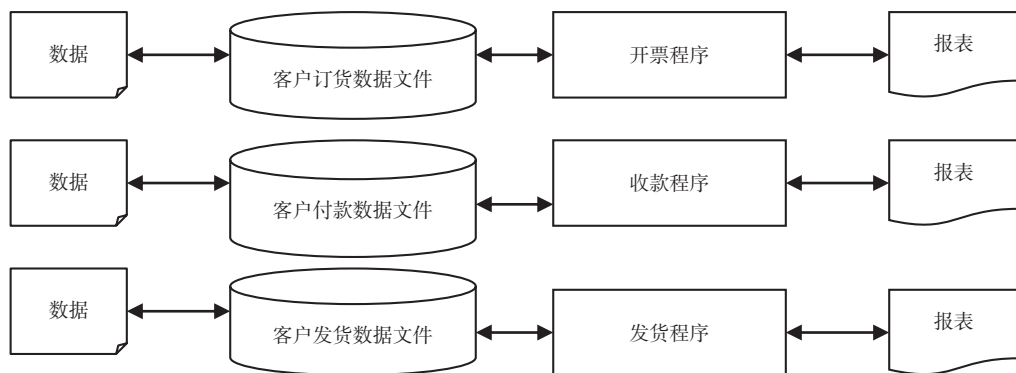 数据
客户订货数据文件
开票程序
报表
数据
客户付款数据文件
收款程序
报表
数据
客户发货数据文件
发货程序
报表